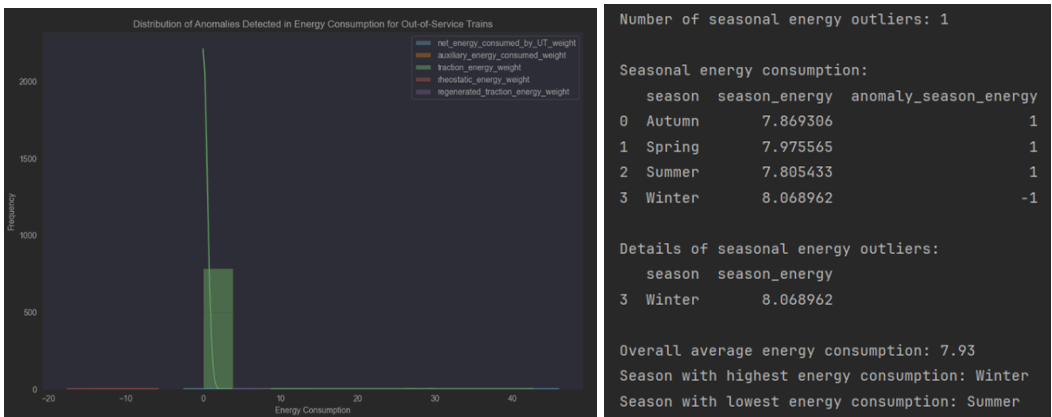 Distribution of Anomalies Detected in Energy Consumption for Out-of-Service Trains
net_energy_consumed_by_UT_weight
auxiliary_energy_consumed_weight
traction_energy_weight
rheostatic_energy_weight
regenerated_traction_energy_weight
Frequency
2000
1500
1000
500
0
−20 −10 0 10 20 30 40
Energy Consumption
Number of seasonal energy outliers: 1
Seasonal energy consumption:
season season_energy anomaly_season_energy
0 Autumn 7.869306 1
1 Spring 7.975565 1
2 Summer 7.805433 1
3 Winter 8.068962 -1
Details of seasonal energy outliers:
season season_energy
3 Winter 8.068962
Overall average energy consumption: 7.93
Season with highest energy consumption: Winter
Season with lowest energy consumption: Summer